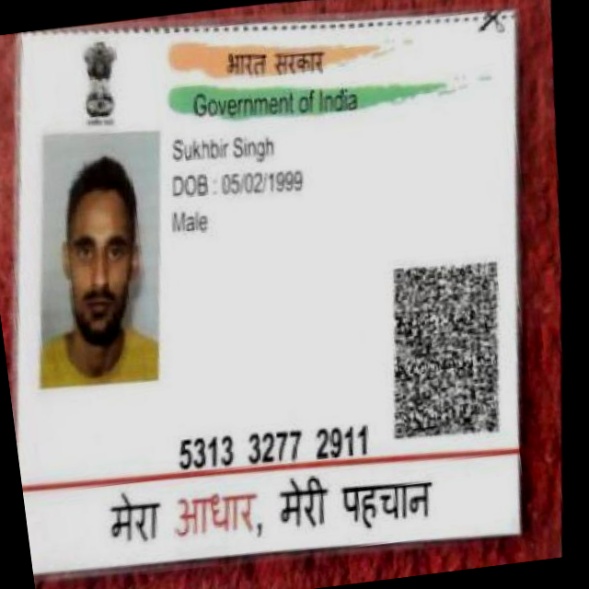 भारत सरकार
Government of India
Sukhbir Singh
DOB : 05/02/1999
Male
5313 3277 2911
मेरा आधार, मेरी पहचान